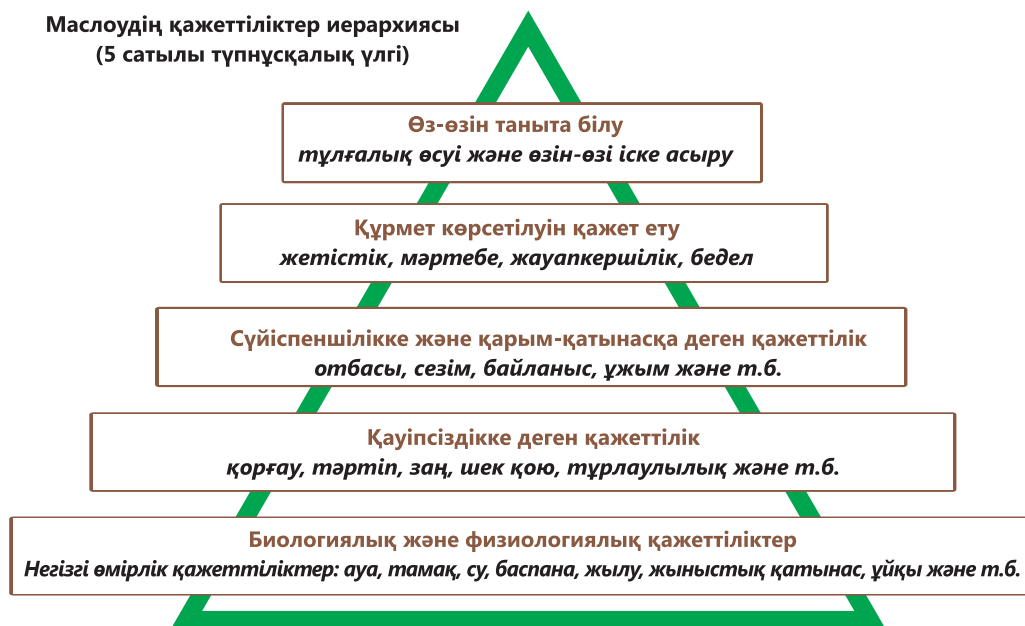 Маслоудің қажеттіліктер иерархиясы
(5 сатылы түпнұсқалық үлгі)
Өз-өзін таныта білу
тұлғалық өсуі және өзін-өзі іске асыру
Құрмет көрсетілуін қажет ету
жетістік, мәртебе, жауапкершілік, бедел
Сүйіспеншілікке және қарым-қатынасқа деген қажеттілік
отбасы, сезім, байланыс, ұжым және т.б.
Қауіпсіздікке деген қажеттілік
қорғау, тәртіп, заң, шек қою, тұрлаулылық және т.б.
Биологиялық және физиологиялық қажеттіліктер
Негізгі өмірлік қажеттіліктер: ауа, тамақ, су, баспана, жылу, жыныстық қатынас, ұйқы және т.б.